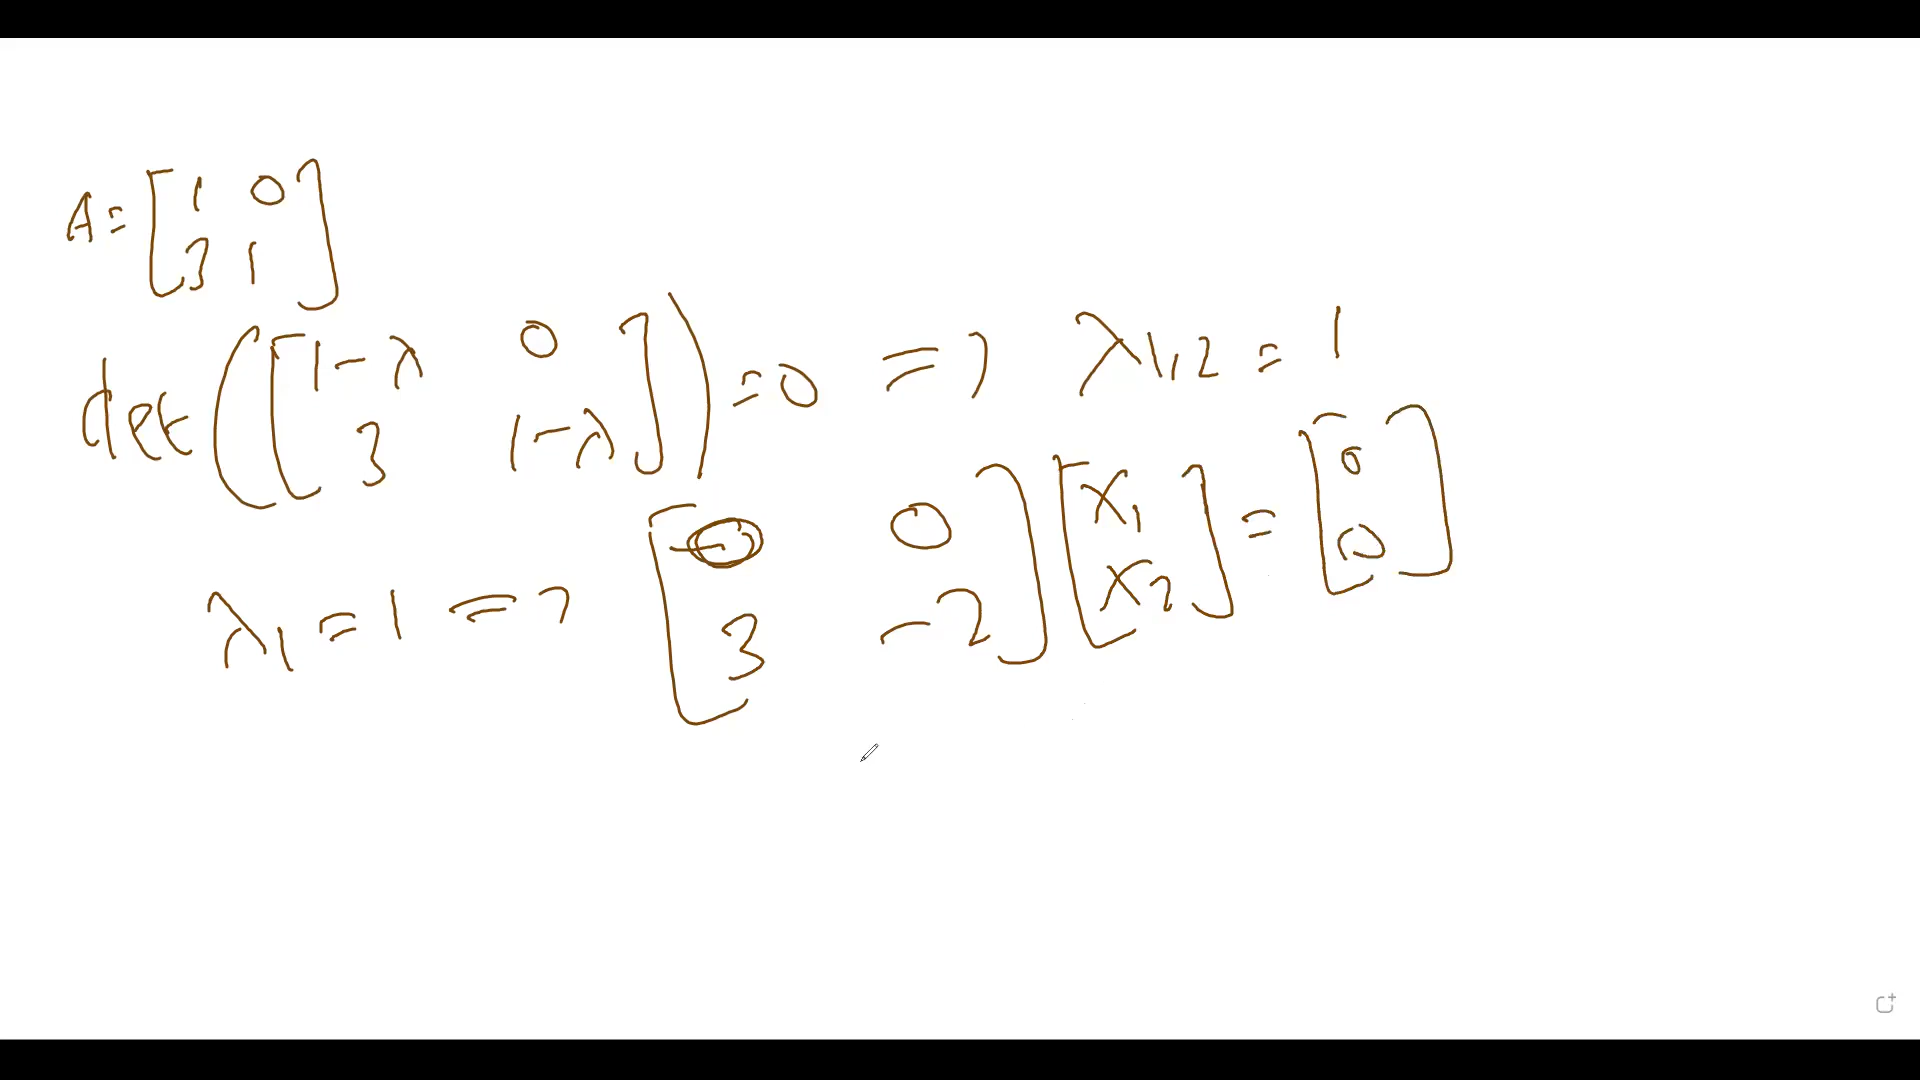 A = [1 0
3 1]
det([1-λ 0
3 1-λ]) = 0 => λ1,2 = 1
λ1 = 1 => [0 0
3 -2] [x1
x2] = [0
0]